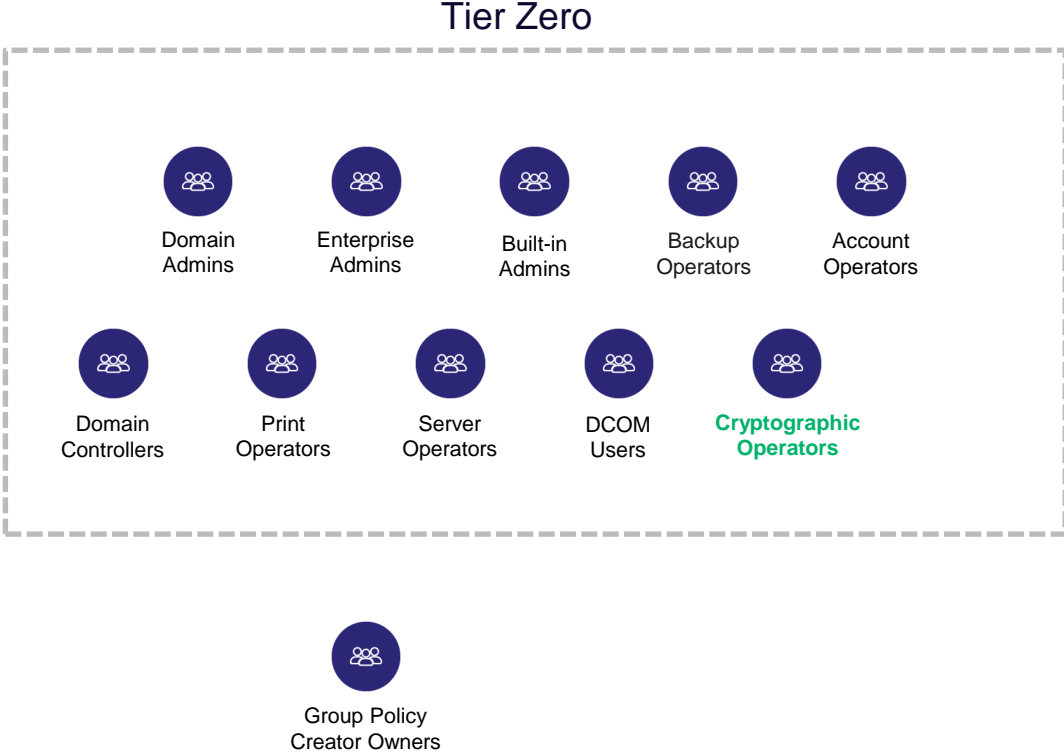 Tier Zero
Domain
Admins
Enterprise
Admins
Built-in
Admins
Backup
Operators
Account
Operators
Domain
Controllers
Print
Operators
Server
Operators
DCOM
Users
Cryptographic
Operators
Group Policy
Creator Owners